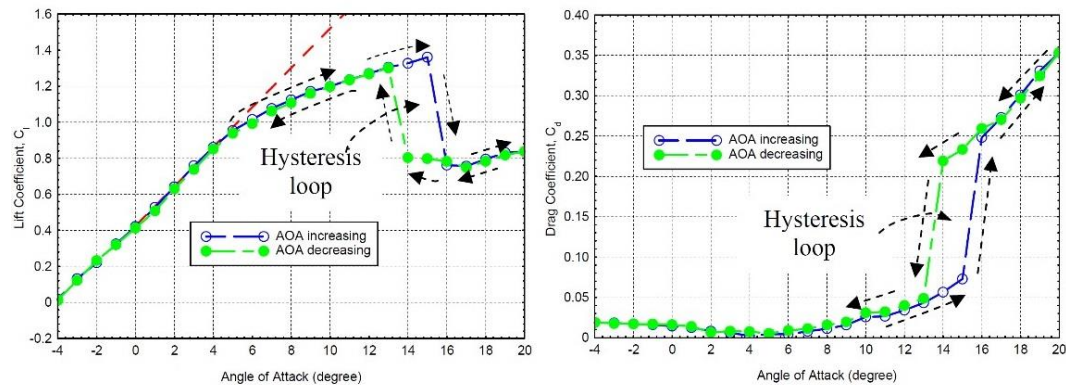 Lift Coefficient, Cl
1.6
1.4
1.2
1.0
0.8
0.6
0.4
0.2
0
-0.2
Hysteresis
loop
AOA increasing
AOA decreasing
-4 -2 0 2 4 6 8 10 12 14 16 18 20
Angle of Attack (degree)
Drag Coefficient, Cd
0.40
0.35
0.30
0.25
0.20
0.15
0.10
0.05
0
AOA increasing
AOA decreasing
Hysteresis
loop
-4 -2 0 2 4 6 8 10 12 14 16 18 20
Angle of Attack (degree)